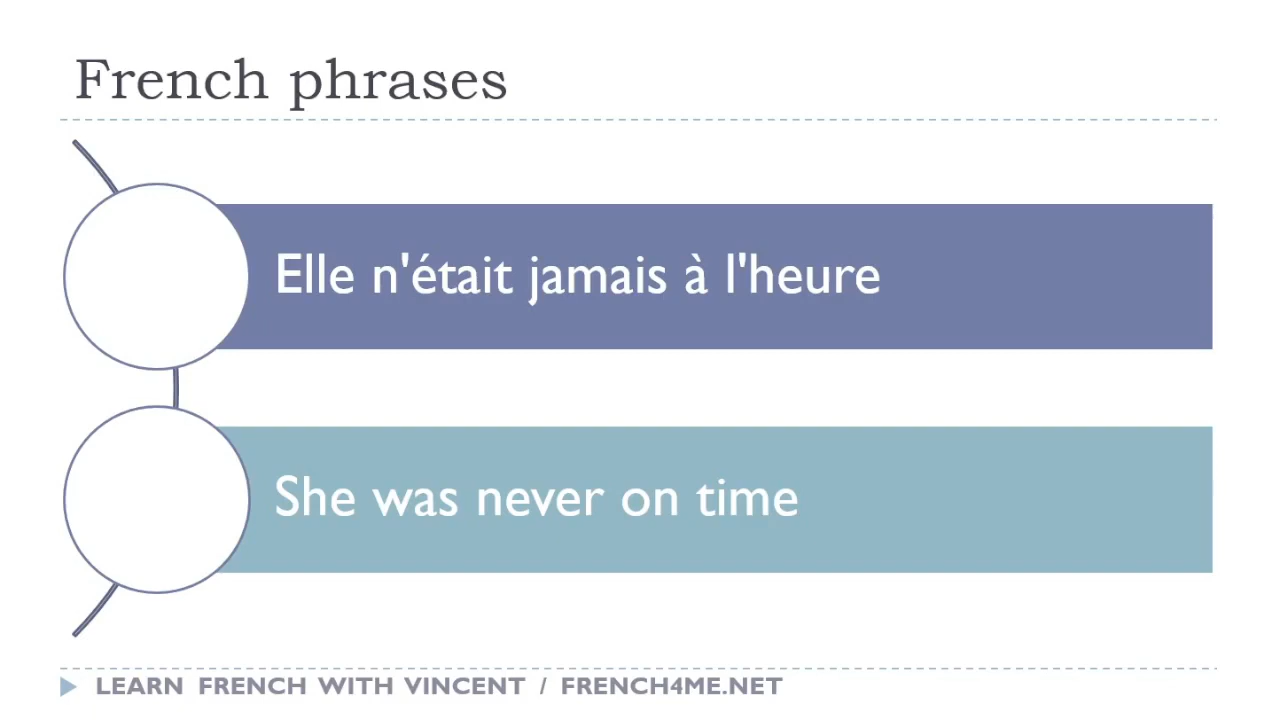 French phrases
Elle n'était jamais à l'heure
She was never on time
LEARN FRENCH WITH VINCENT / FRENCH4ME.NET